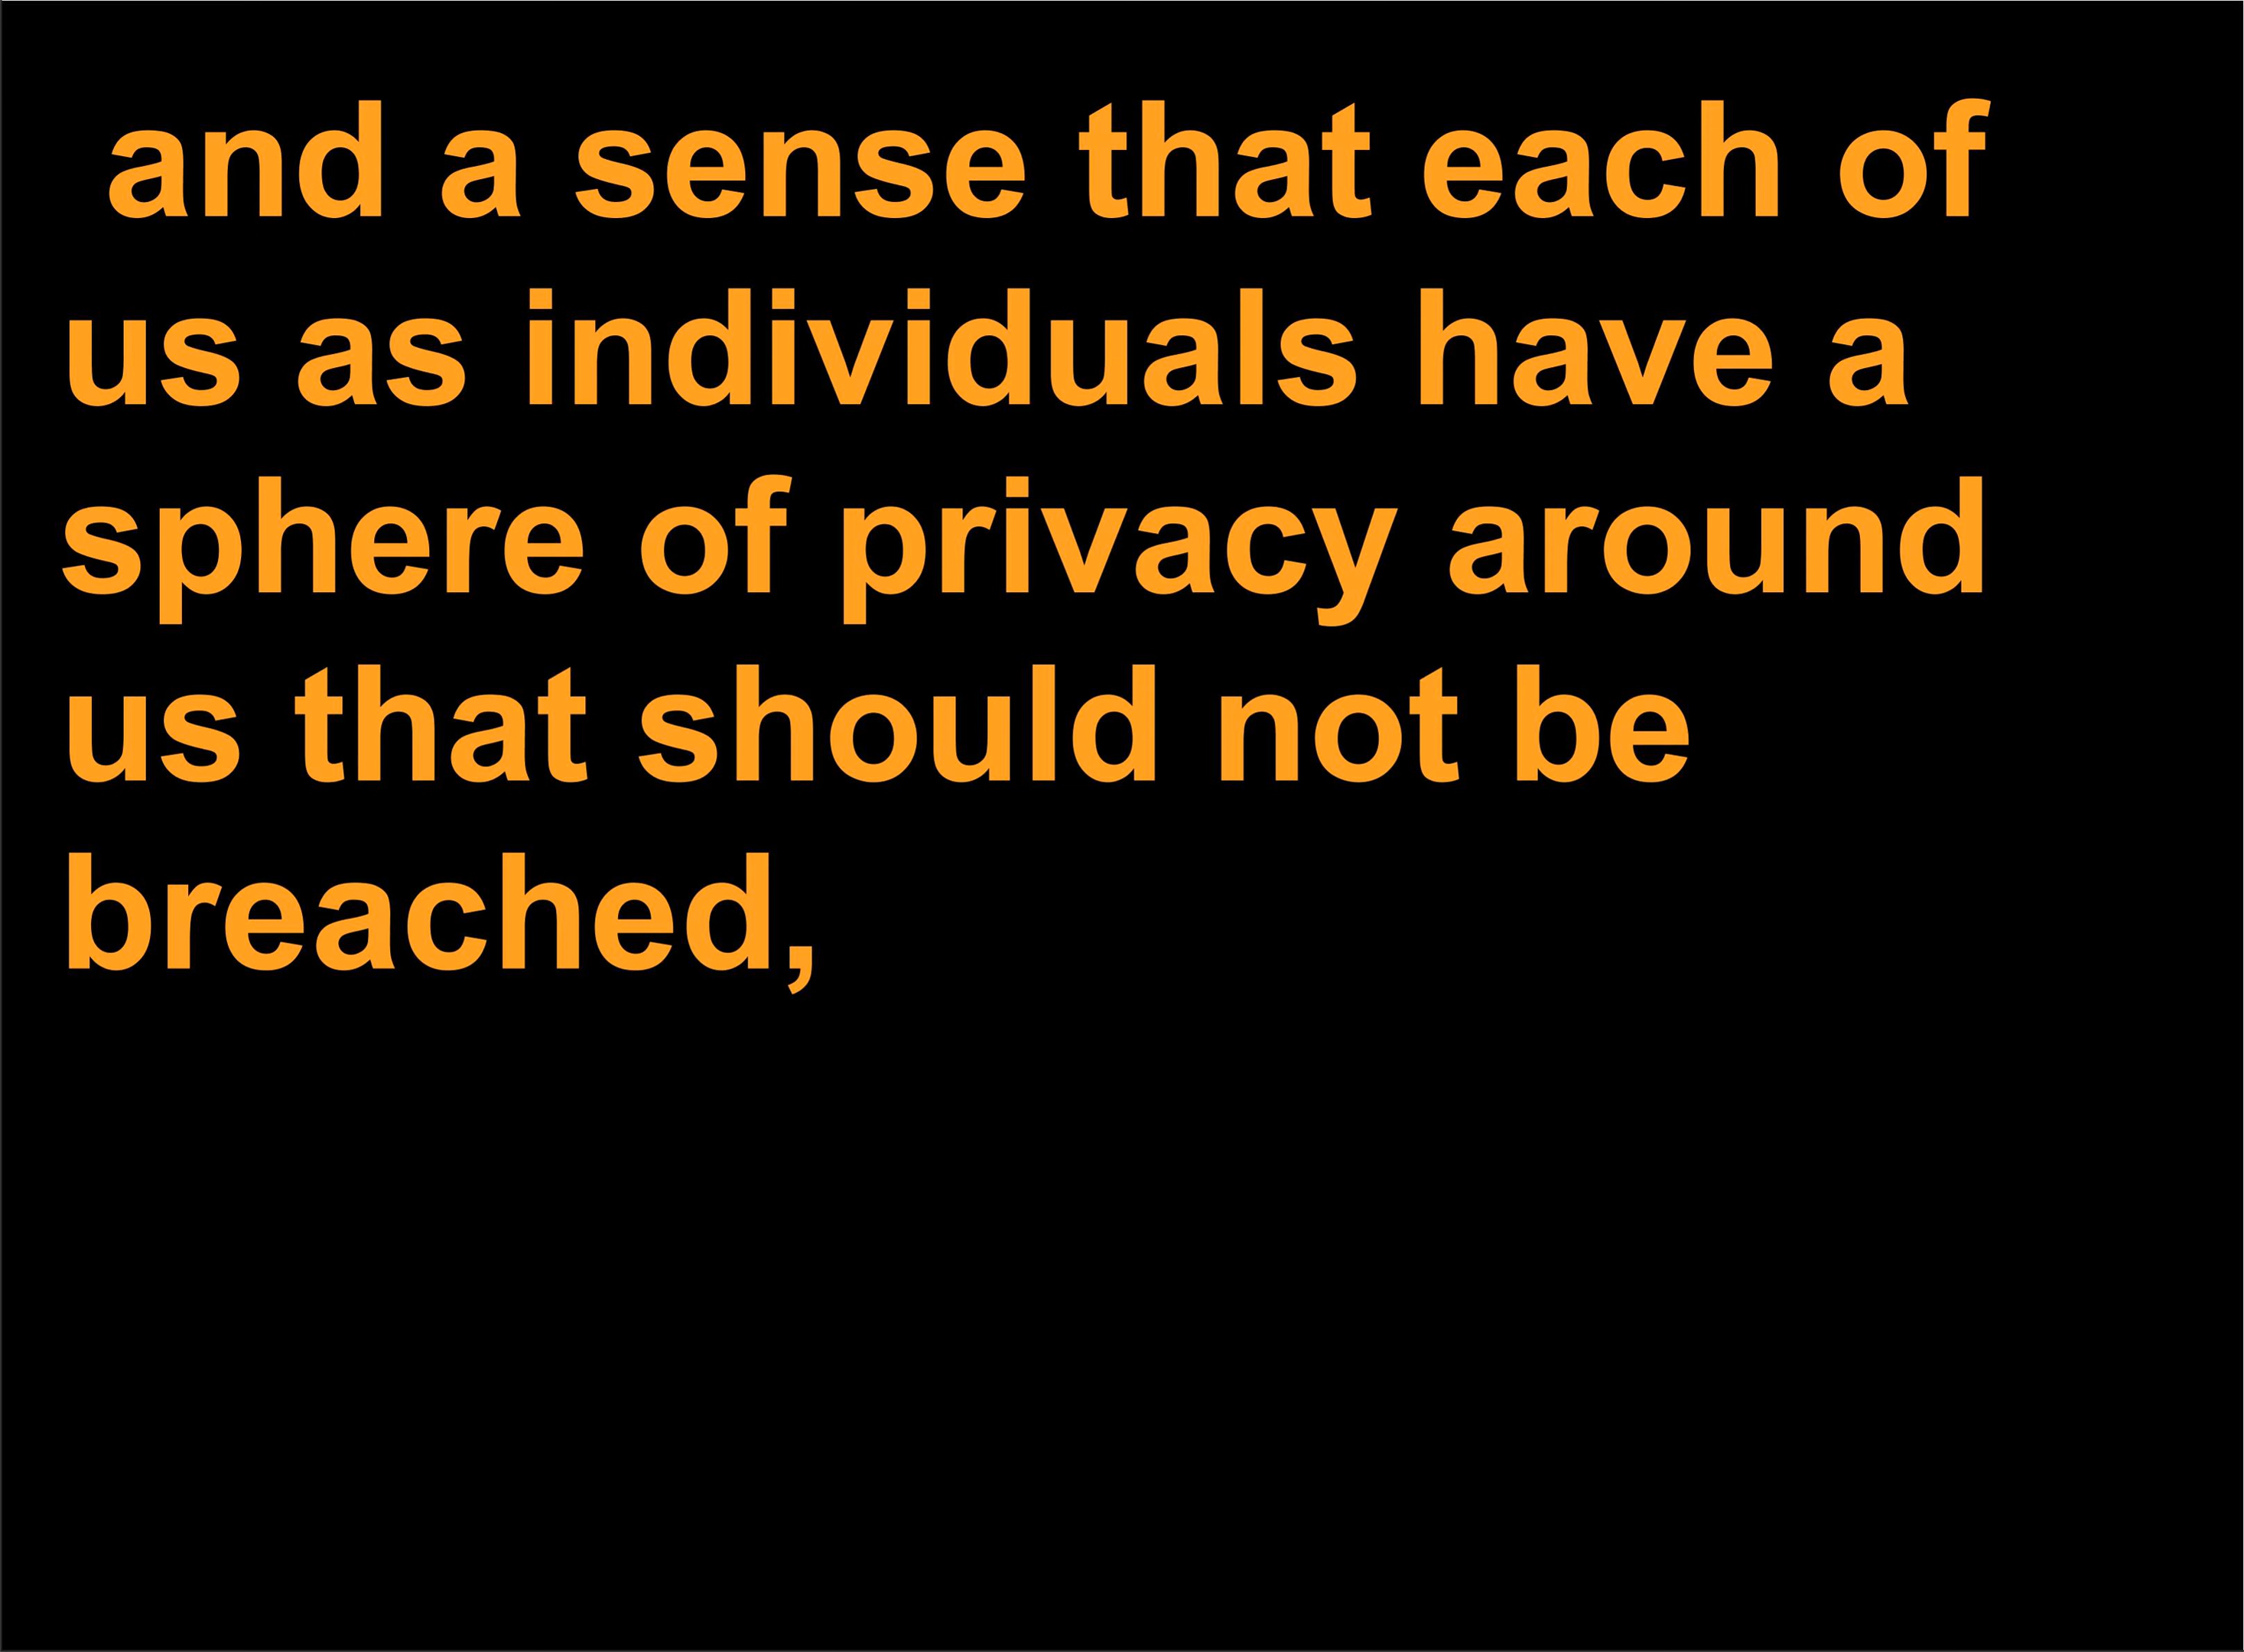 and a sense that each of
us as individuals have a
sphere of privacy around
us that should not be
breached,